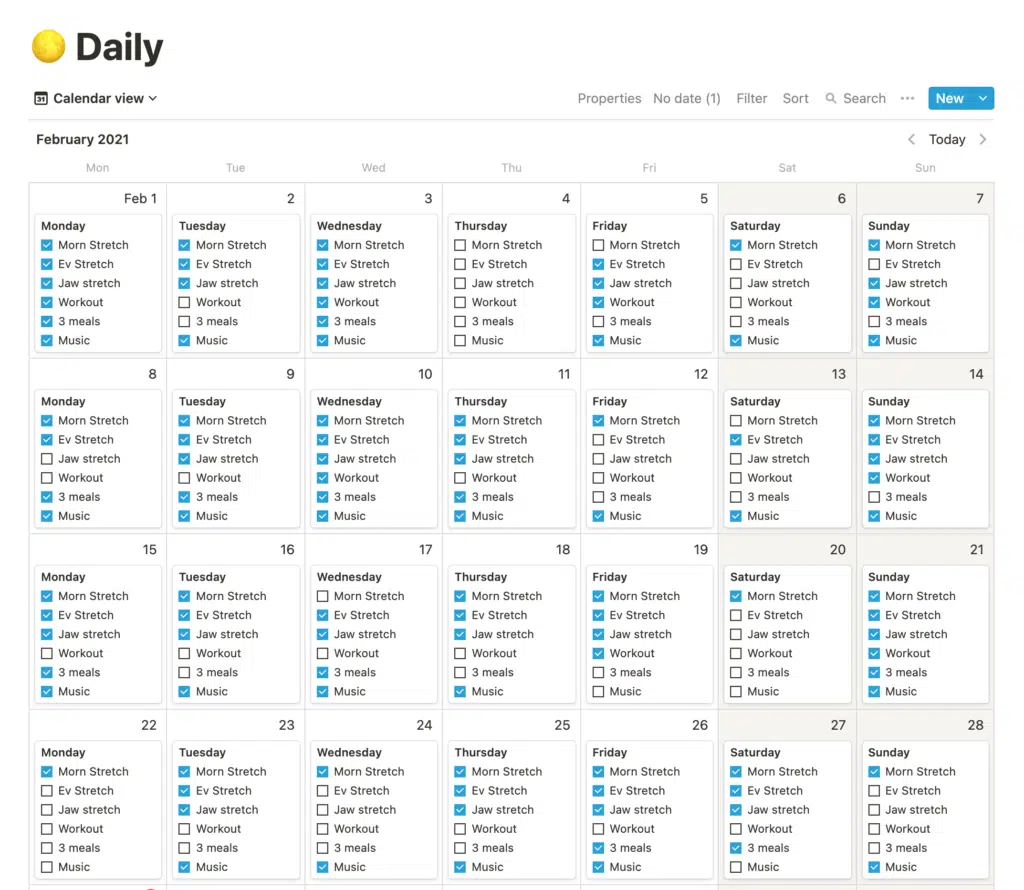 Daily
31 Calendar view
Properties No date (1) Filter Sort Search ••• New
February 2021
Today
Mon Tue Wed Thu Fri Sat Sun
Feb 1 2 3 4 5 6 7
Monday Tuesday Wednesday Thursday Friday Saturday Sunday
Morn Stretch Morn Stretch Morn Stretch Morn Stretch Morn Stretch Morn Stretch Morn Stretch
Ev Stretch Ev Stretch Ev Stretch Ev Stretch Ev Stretch Ev Stretch Ev Stretch
Jaw stretch Jaw stretch Jaw stretch Jaw stretch Jaw stretch Jaw stretch Jaw stretch
Workout Workout Workout Workout Workout Workout Workout
3 meals 3 meals 3 meals 3 meals 3 meals 3 meals 3 meals
Music Music Music Music Music Music Music
8 9 10 11 12 13 14
Monday Tuesday Wednesday Thursday Friday Saturday Sunday
Morn Stretch Morn Stretch Morn Stretch Morn Stretch Morn Stretch Morn Stretch Morn Stretch
Ev Stretch Ev Stretch Ev Stretch Ev Stretch Ev Stretch Ev Stretch Ev Stretch
Jaw stretch Jaw stretch Jaw stretch Jaw stretch Jaw stretch Jaw stretch Jaw stretch
Workout Workout Workout Workout Workout Workout Workout
3 meals 3 meals 3 meals 3 meals 3 meals 3 meals 3 meals
Music Music Music Music Music Music Music
15 16 17 18 19 20 21
Monday Tuesday Wednesday Thursday Friday Saturday Sunday
Morn Stretch Morn Stretch Morn Stretch Morn Stretch Morn Stretch Morn Stretch Morn Stretch
Ev Stretch Ev Stretch Ev Stretch Ev Stretch Ev Stretch Ev Stretch Ev Stretch
Jaw stretch Jaw stretch Jaw stretch Jaw stretch Jaw stretch Jaw stretch Jaw stretch
Workout Workout Workout Workout Workout Workout Workout
3 meals 3 meals 3 meals 3 meals 3 meals 3 meals 3 meals
Music Music Music Music Music Music Music
22 23 24 25 26 27 28
Monday Tuesday Wednesday Thursday Friday Saturday Sunday
Morn Stretch Morn Stretch Morn Stretch Morn Stretch Morn Stretch Morn Stretch Morn Stretch
Ev Stretch Ev Stretch Ev Stretch Ev Stretch Ev Stretch Ev Stretch Ev Stretch
Jaw stretch Jaw stretch Jaw stretch Jaw stretch Jaw stretch Jaw stretch Jaw stretch
Workout Workout Workout Workout Workout Workout Workout
3 meals 3 meals 3 meals 3 meals 3 meals 3 meals 3 meals
Music Music Music Music Music Music Music